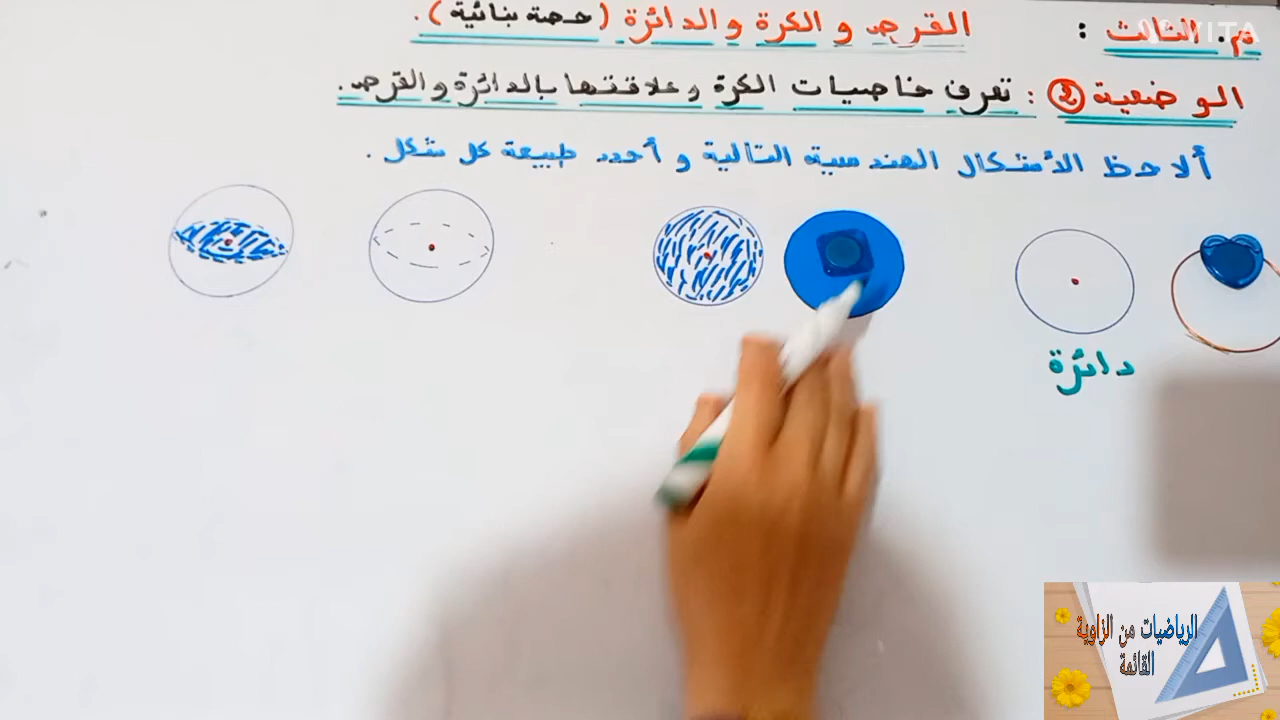 م. الثالث : القرص و الكرة و الدائرة (حصة بنائية).
الوضعية 2 : تعرف خاصيات الكرة وعلاقتها بالدائرة والقرص.
ألاحظ الأشكال الهندسية التالية و أحدد طبيعة كل شكل.
دائرة
الرياضيات من الزاوية
القائمة
VITA